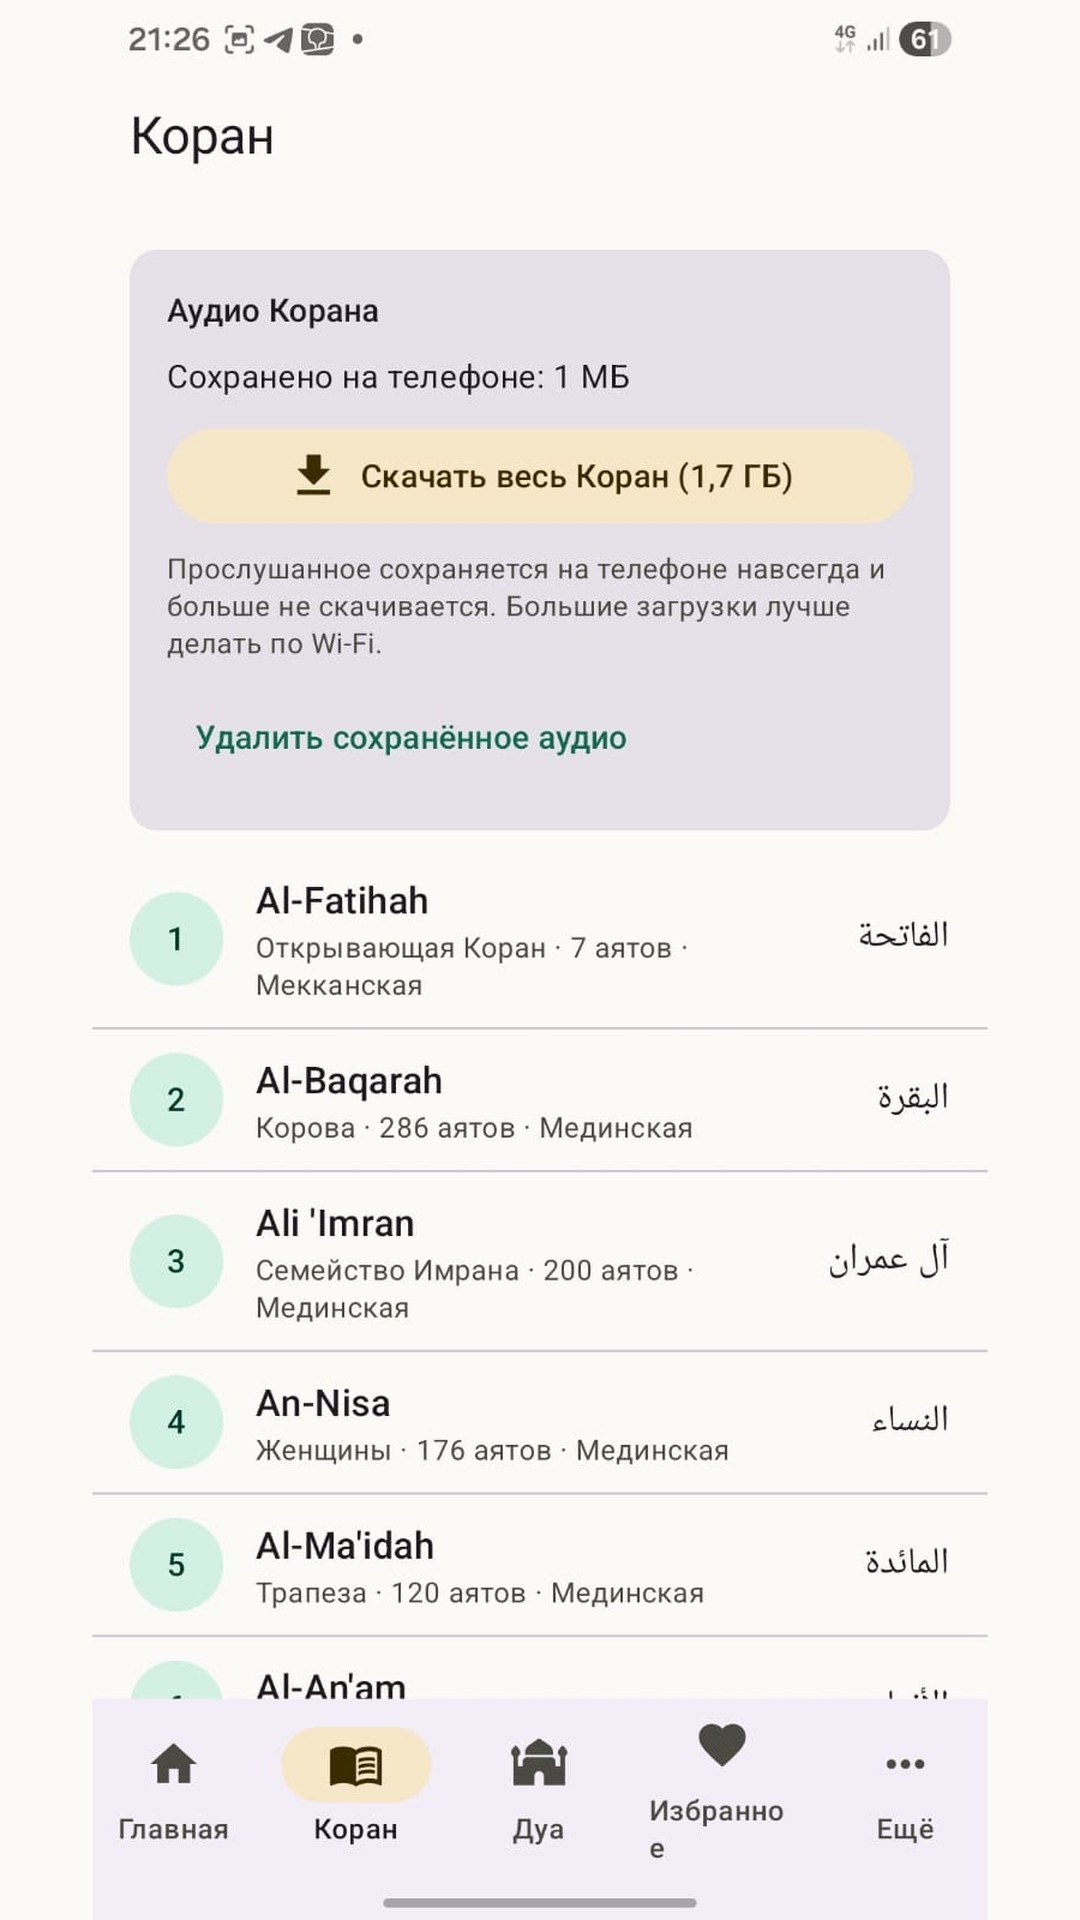 21:26
4G
61
Коран
Аудио Корана
Сохранено на телефоне: 1 МБ
Скачать весь Коран (1,7 ГБ)
Прослушанное сохраняется на телефоне навсегда и
больше не скачивается. Большие загрузки лучше
делать по Wi-Fi.
Удалить сохранённое аудио
1
Al-Fatihah
Открывающая Коран · 7 аятов ·
Мекканская
الفاتحة
2
Al-Baqarah
Корова · 286 аятов · Мединская
البقرة
3
Ali 'Imran
Семейство Имрана · 200 аятов ·
Мединская
آل عمران
4
An-Nisa
Женщины · 176 аятов · Мединская
النساء
5
Al-Ma'idah
Трапеза · 120 аятов · Мединская
المائدة
Al-An'am
Главная
Коран
Дуа
Избранно
е
Ещё